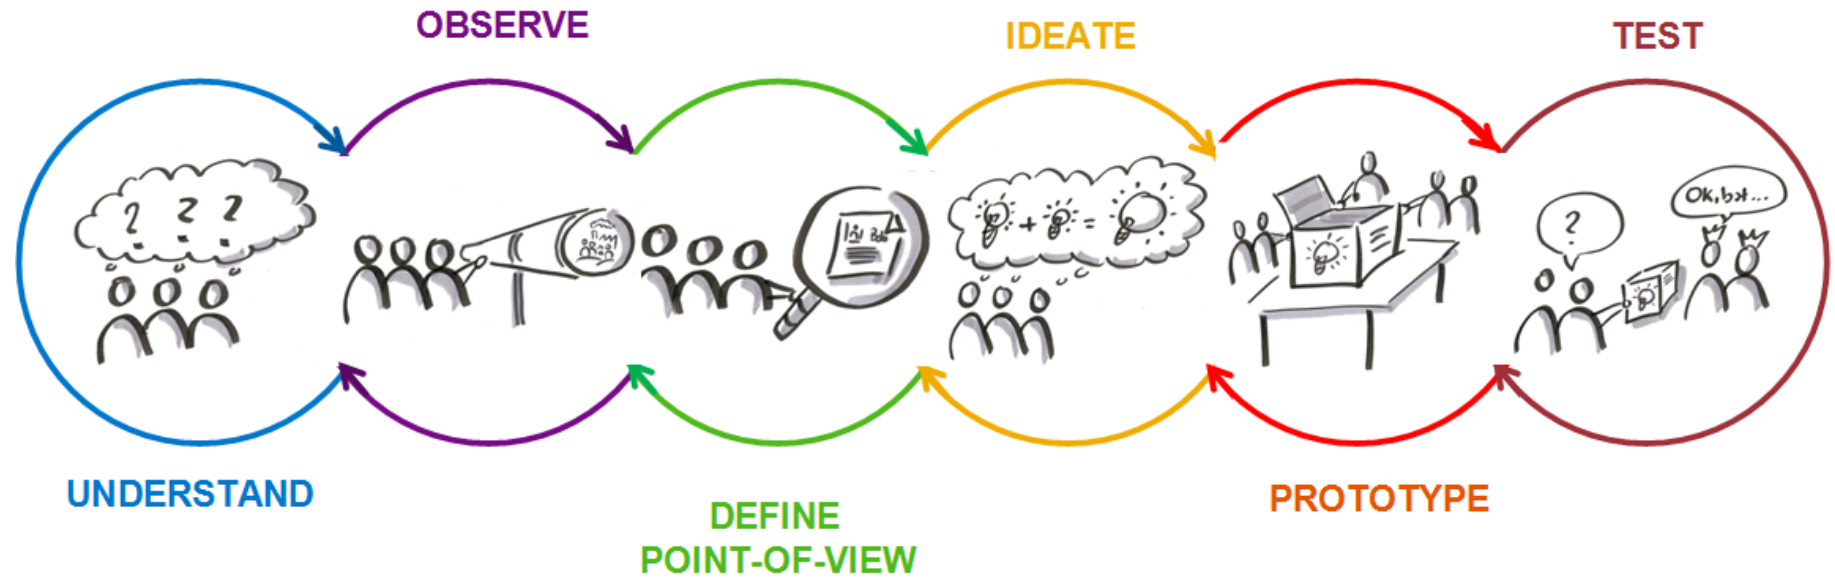 OBSERVE
IDEATE
TEST
? ? ?
+ =
?
Ok, but...
UNDERSTAND
DEFINE
POINT-OF-VIEW
PROTOTYPE